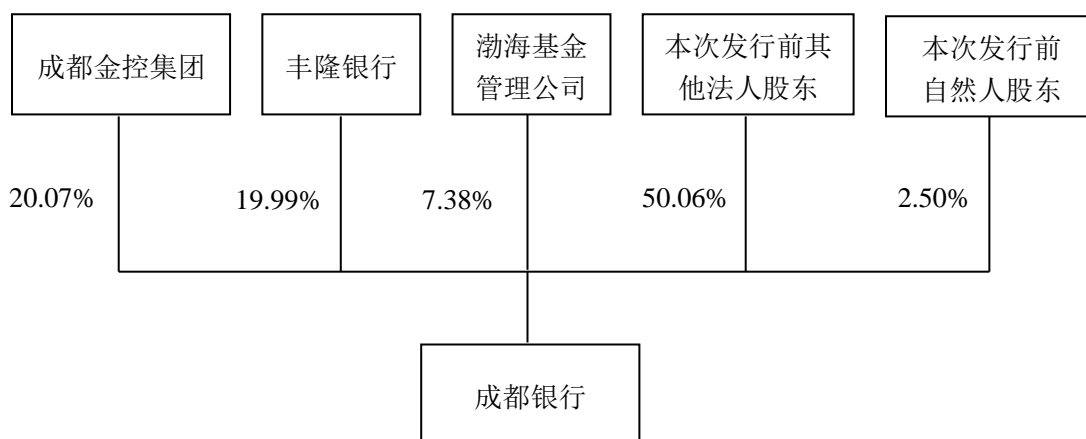 成都金控集团
丰隆银行
渤海基金
管理公司
本次发行前其
他法人股东
本次发行前
自然人股东
20.07%
19.99%
7.38%
50.06%
2.50%
成都银行